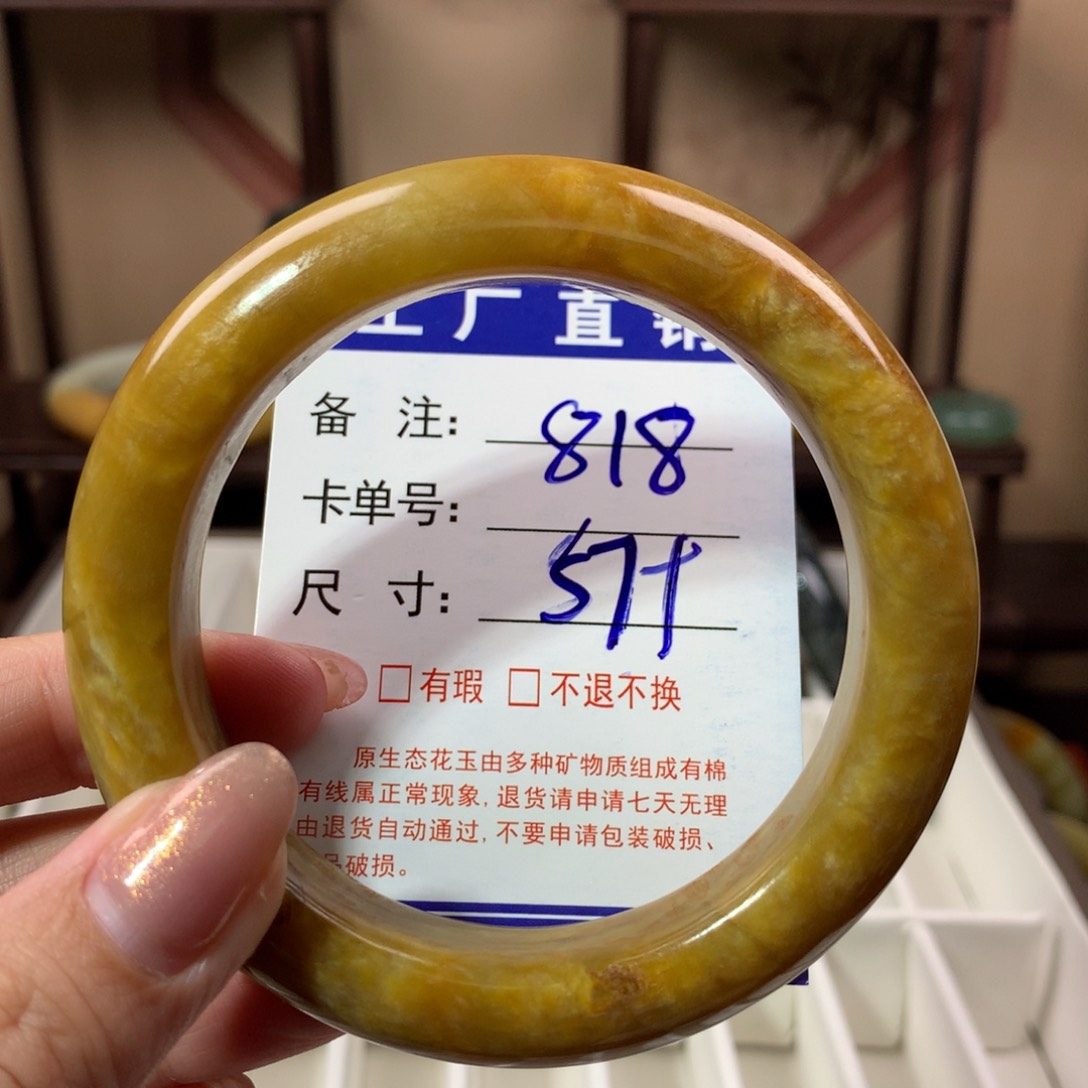 工厂直销
备 注: 818
卡单号:
尺 寸: 57
□有瑕 □不退不换
原生态花玉由多种矿物质组成有棉
有线属正常现象,退货请申请七天无理
由退货自动通过,不要申请包装破损、
品破损。